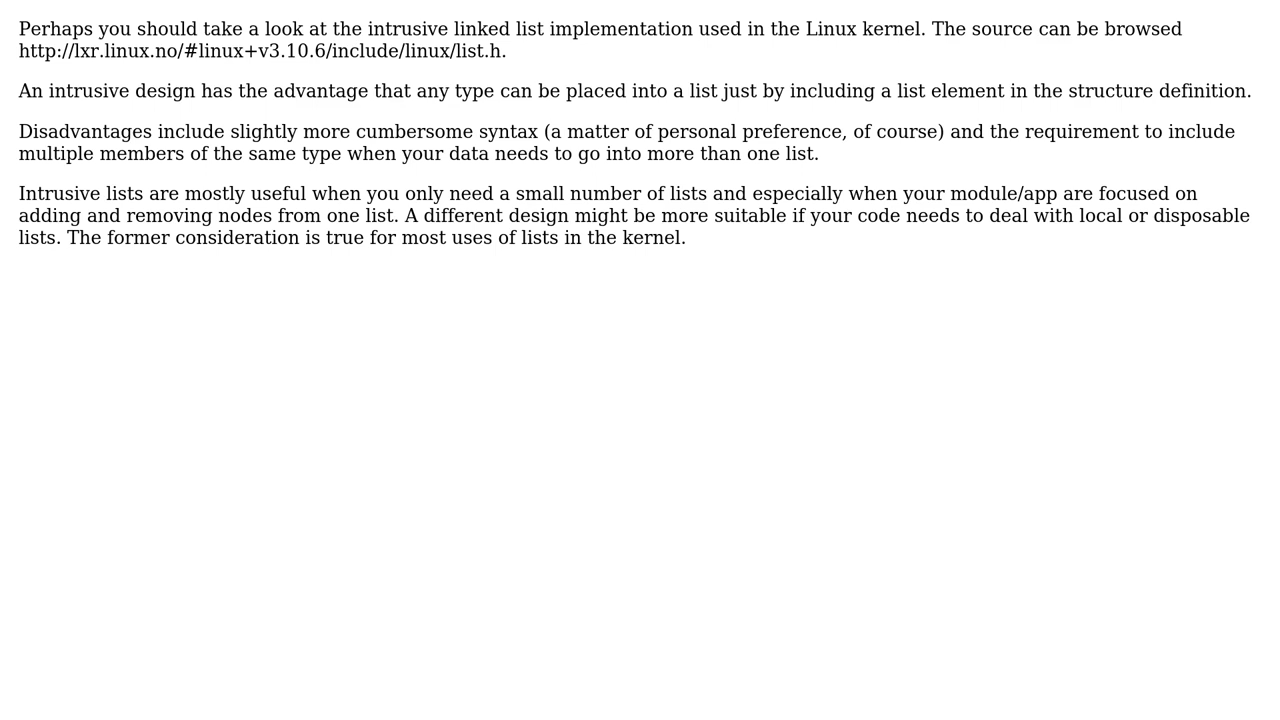 Perhaps you should take a look at the intrusive linked list implementation used in the Linux kernel. The source can be browsed
http://lxr.linux.no/#linux+v3.10.6/include/linux/list.h.
An intrusive design has the advantage that any type can be placed into a list just by including a list element in the structure definition.
Disadvantages include slightly more cumbersome syntax (a matter of personal preference, of course) and the requirement to include
multiple members of the same type when your data needs to go into more than one list.
Intrusive lists are mostly useful when you only need a small number of lists and especially when your module/app are focused on
adding and removing nodes from one list. A different design might be more suitable if your code needs to deal with local or disposable
lists. The former consideration is true for most uses of lists in the kernel.